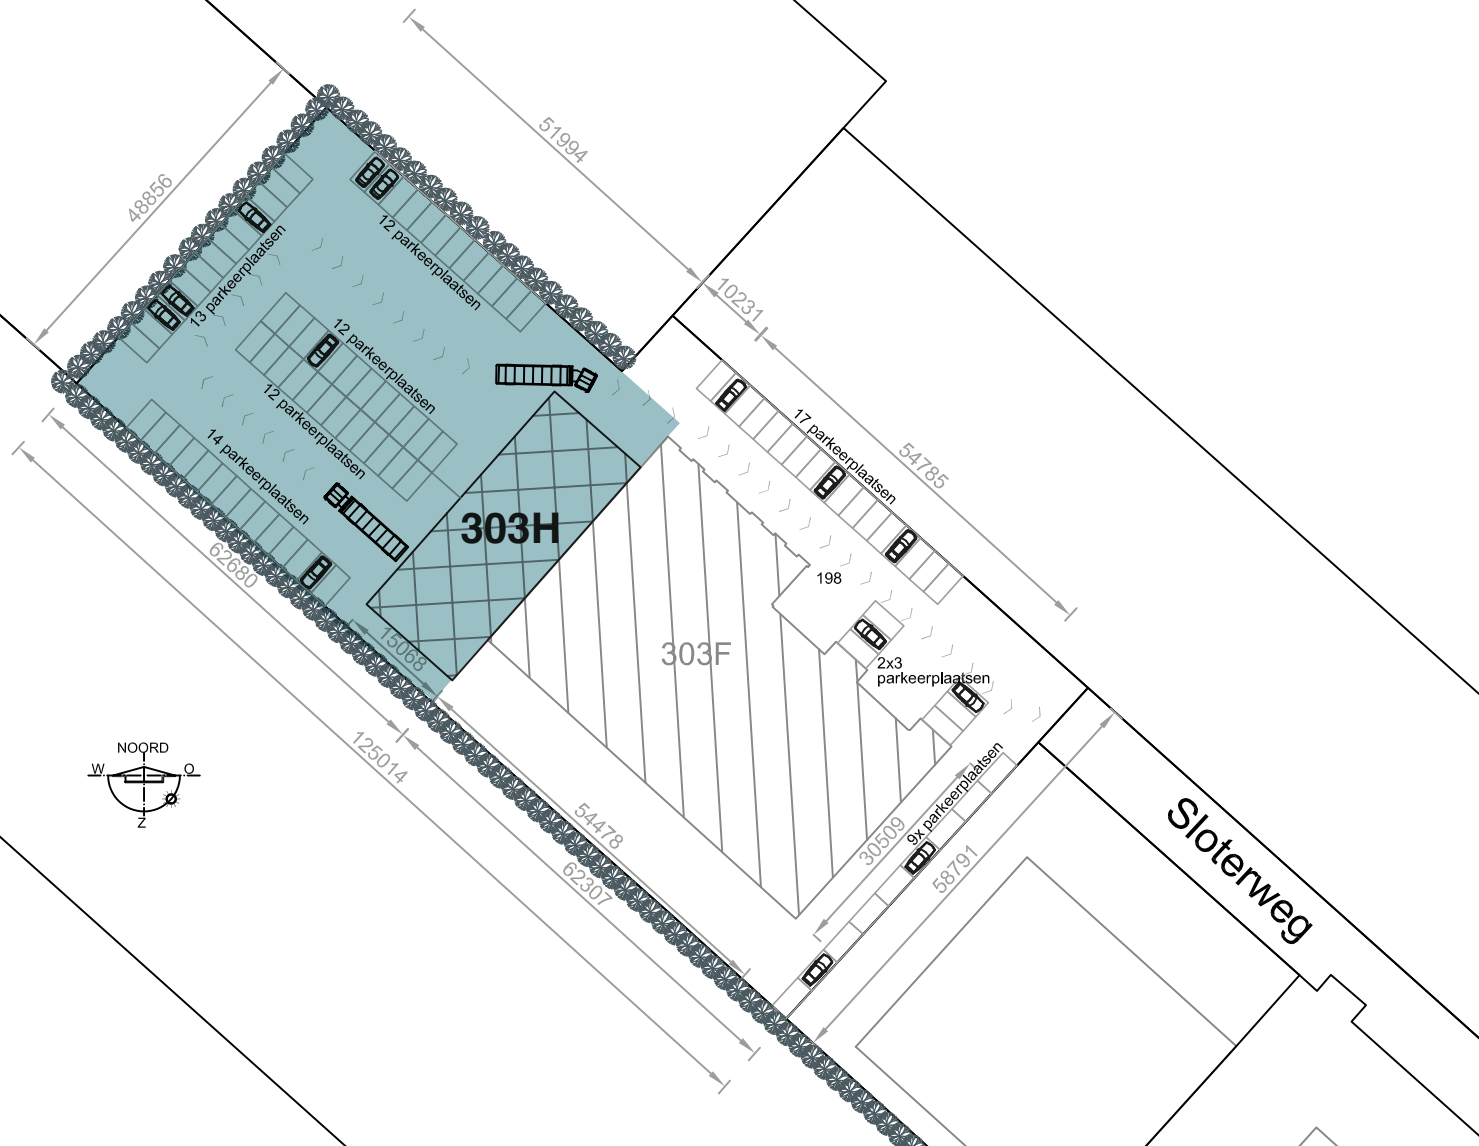 51994
48856
12 parkeerplaatsen
13 parkeerplaatsen
10231
12 parkeerplaatsen
12 parkeerplaatsen
17 parkeerplaatsen
54785
14 parkeerplaatsen
303H
62680
198
15068
303F
2x3
parkeerplaatsen
125014
NOORD
W
O
Z
54478
62307
9x parkeerplaatsen
30509
58791
Sloterweg